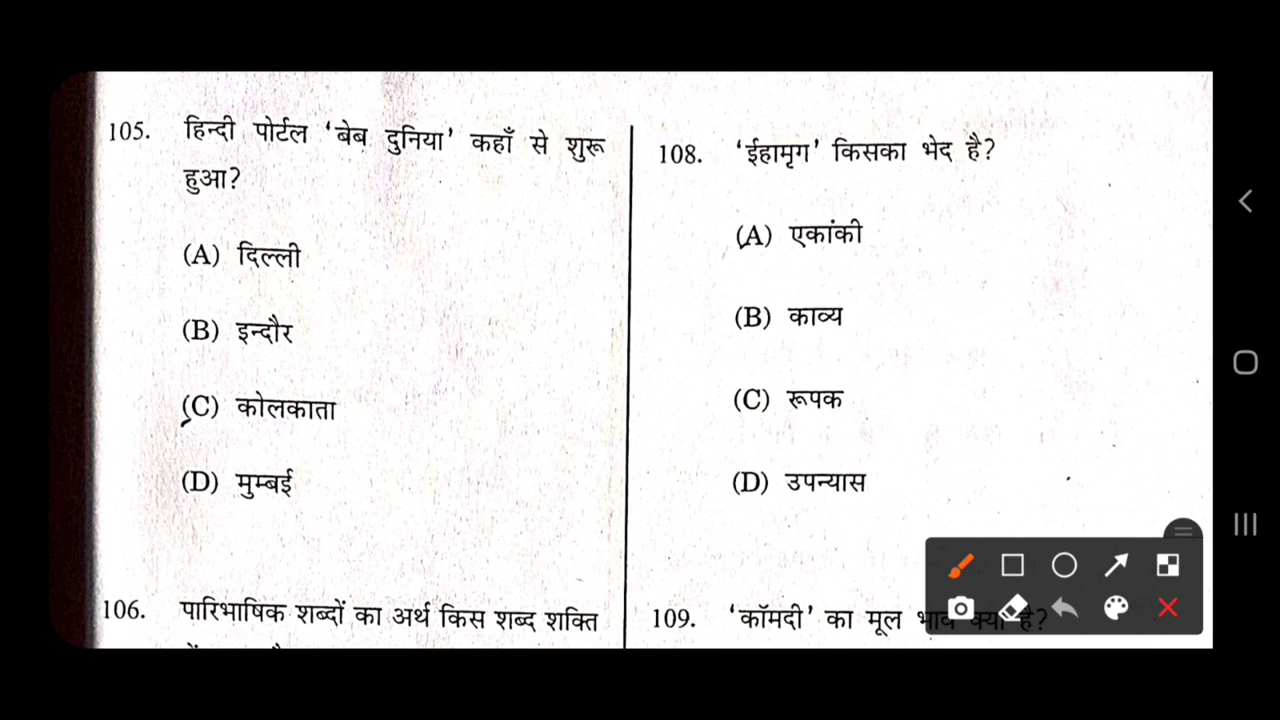 105. हिन्दी पोर्टल ‘बेब दुनिया’ कहाँ से शुरू
हुआ?
(A) दिल्ली
(B) इन्दौर
(C) कोलकाता
(D) मुम्बई
106. पारिभाषिक शब्दों का अर्थ किस शब्द शक्ति
108. ‘ईहामृग’ किसका भेद है?
(A) एकांकी
(B) काव्य
(C) रूपक
(D) उपन्यास
109. ‘कॉमदी’ का मूल भाव क्या है?